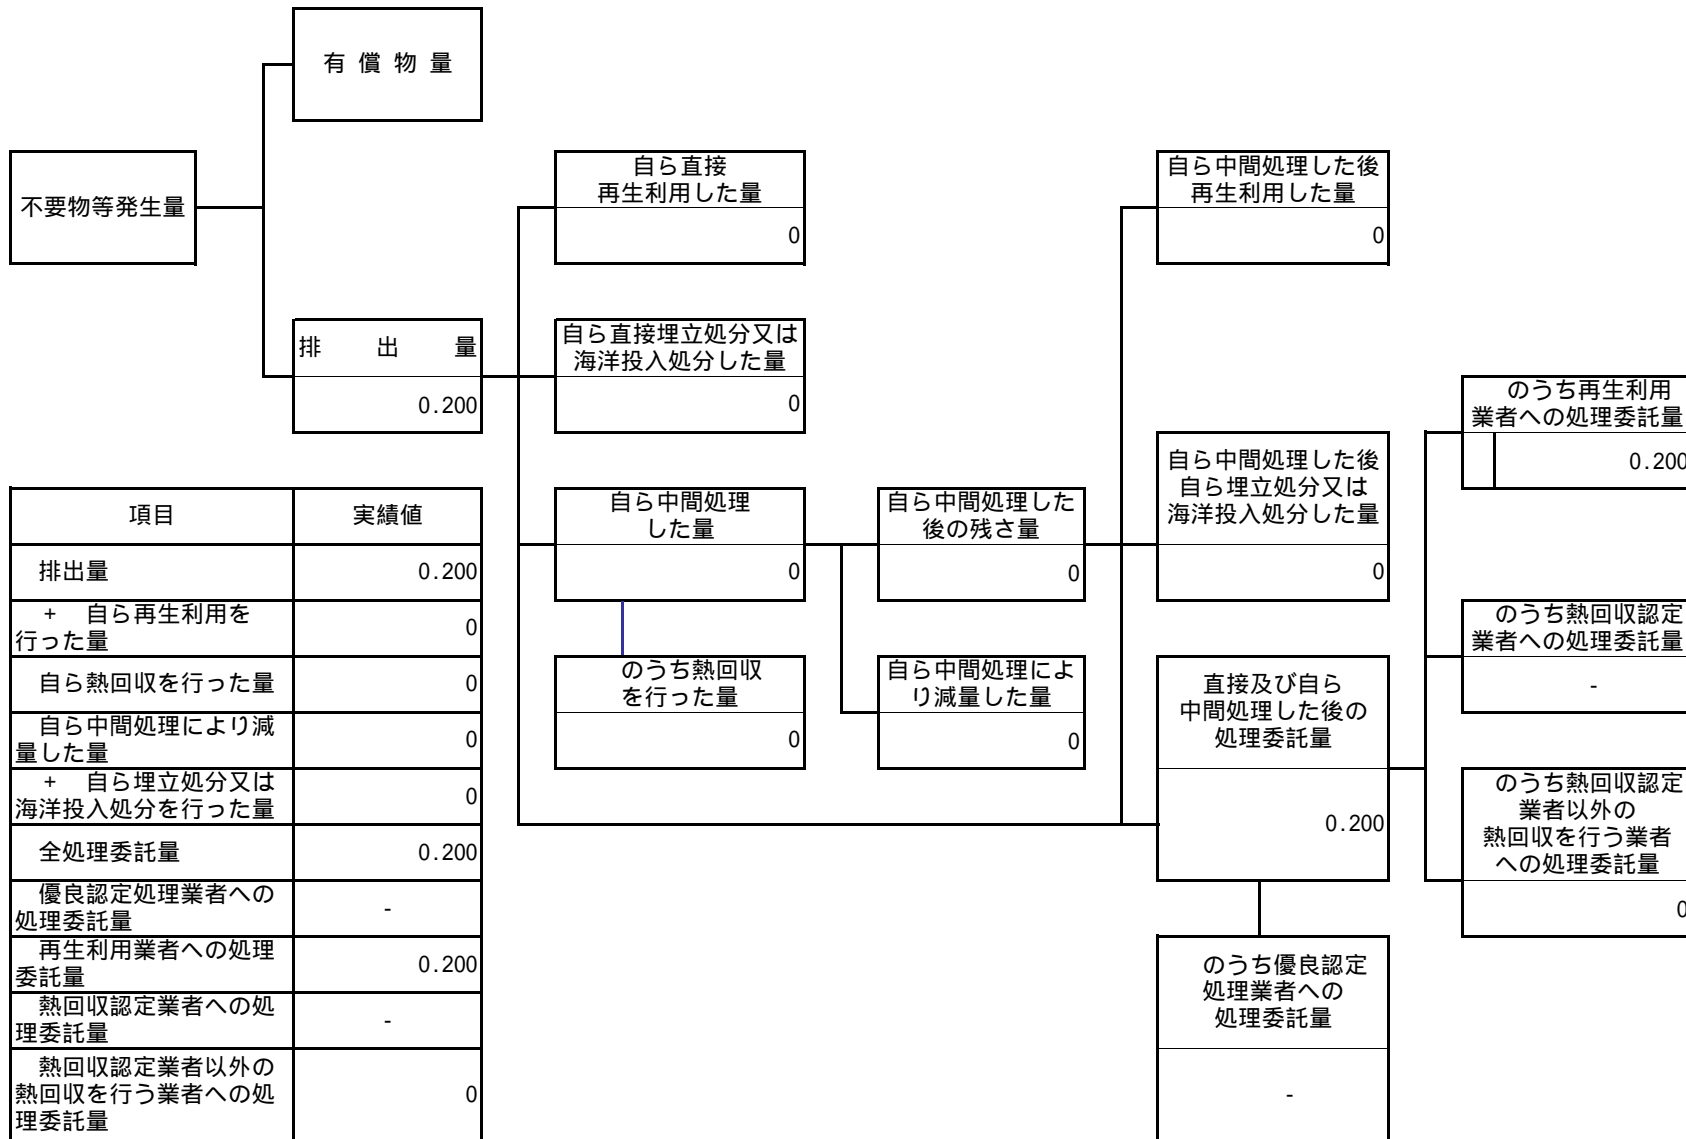 有 償 物 量
不要物等発生量
自ら直接
再生利用した量
0
自ら中間処理した後
再生利用した量
0
排 出 量
0.200
自ら直接埋立処分又は
海洋投入処分した量
0
のうち再生利用
業者への処理委託量
0.200
自ら中間処理
した量
0
自ら中間処理した
後の残さ量
0
自ら中間処理した後
自ら埋立処分又は
海洋投入処分した量
0
のうち熱回収認定
業者への処理委託量
-
のうち熱回収
を行った量
0
自ら中間処理によ
り減量した量
0
直接及び自ら
中間処理した後の
処理委託量
0.200
のうち熱回収認定
業者以外の
熱回収を行う業者
への処理委託量
0
のうち優良認定
処理業者への
処理委託量
-
項目 実績値
排出量 0.200
+ 自ら再生利用を
行った量 0
自ら熱回収を行った量 0
自ら中間処理により減
量した量 0
+ 自ら埋立処分又は
海洋投入処分を行った量 0
全処理委託量 0.200
優良認定処理業者への
処理委託量 -
再生利用業者への処理
委託量 0.200
熱回収認定業者への処
理委託量 -
熱回収認定業者以外の
熱回収を行う業者への処
理委託量 0